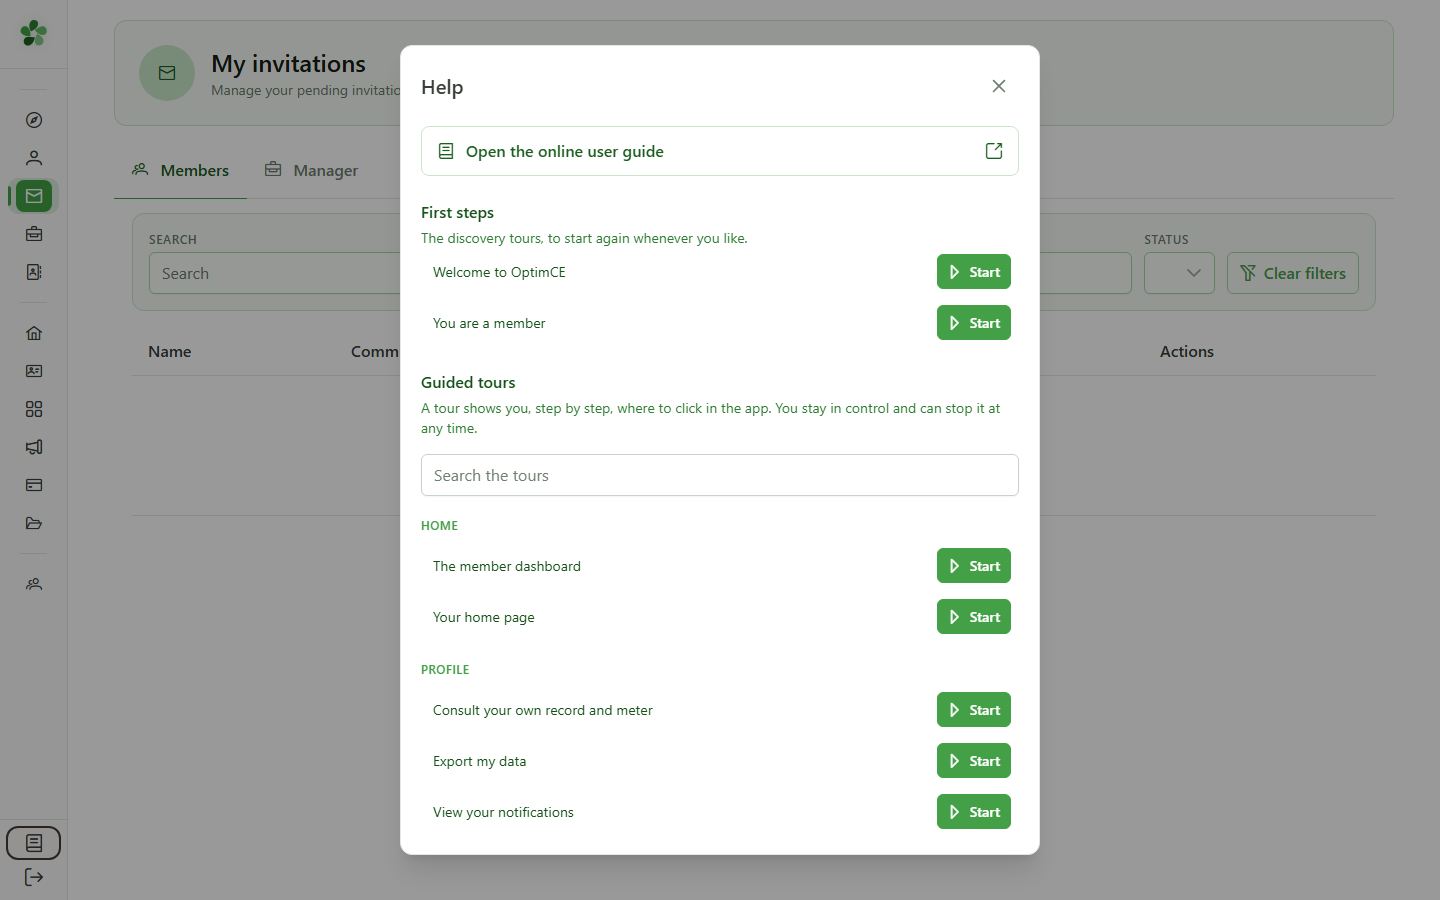 My invitations
Manage your pending invitatio
Members
Manager
SEARCH
Search
STATUS
Clear filters
Name
Comm
Actions
Help
Open the online user guide
First steps
The discovery tours, to start again whenever you like.
Welcome to OptimCE
Start
You are a member
Start
Guided tours
A tour shows you, step by step, where to click in the app. You stay in control and can stop it at
any time.
Search the tours
HOME
The member dashboard
Start
Your home page
Start
PROFILE
Consult your own record and meter
Start
Export my data
Start
View your notifications
Start